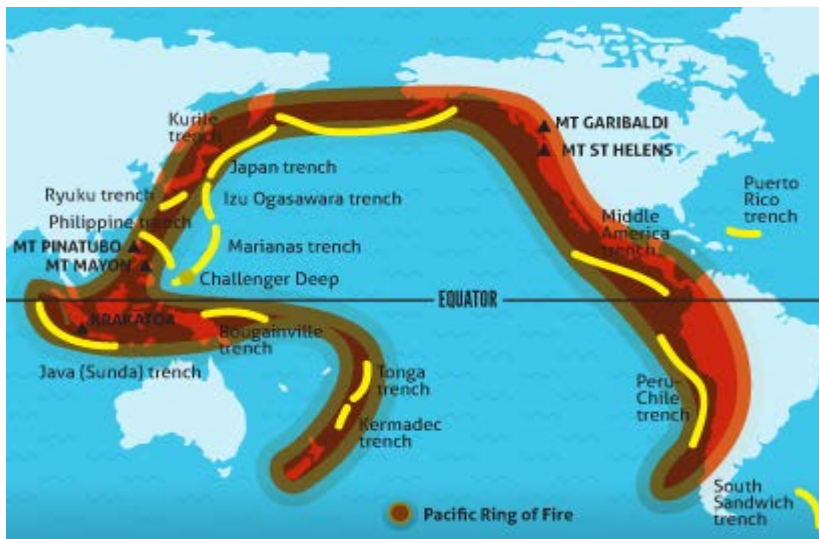 Kurile
trench
MT GARIBALDI
MT ST HELENS
Japan trench
Ryuku trench
Izu Ogasawara trench
Puerto
Rico
trench
Philippine trench
Middle
America
trench
MT PINATUBO
Marianas trench
MT MAYON
Challenger Deep
EQUATOR
KRAKATOA
Bougainville
trench
Java (Sunda) trench
Tonga
trench
Peru-
Chile
trench
Kermadec
trench
South
Sandwich
trench
Pacific Ring of Fire